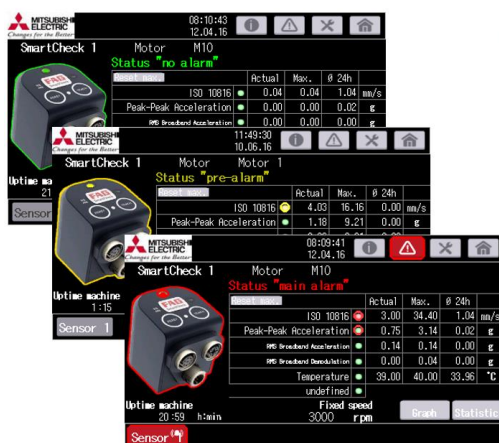 MITSUBISHI ELECTRIC
Changes for the Better
08:10:43
12.04.16
SmartCheck 1 Motor M10
Status "no alarm"
Reset max. Actual Max. Ø 24h
ISO 10816 0.04 0.04 1.04 mm/s
Peak-Peak Acceleration 0.00 0.00 0.02 g
RMS Broadband Acceleration 0.00 0.00 0.01 g
FAG
MITSUBISHI ELECTRIC
Changes for the Better
11:49:30
10.06.16
SmartCheck 1 Motor Motor 1
Status "pre-alarm"
Reset max. Actual Max. Ø 24h
ISO 10816 4.03 16.16 0.00 mm/s
Peak-Peak Acceleration 1.18 9.21 0.00 g
FAG
Uptime ma
21
Sensor
MITSUBISHI ELECTRIC
Changes for the Better
08:09:41
12.04.16
SmartCheck 1 Motor M10
Status "main alarm"
Reset max. Actual Max. Ø 24h
ISO 10816 3.00 34.40 1.04 mm/s
Peak-Peak Acceleration 0.75 3.14 0.02 g
RMS Broadband Acceleration 0.14 0.14 0.00 g
RMS Broadband Demodulation 0.00 0.04 0.00 g
Temperature 39.00 40.00 33.96 °C
undefined
FAG
Uptime machine
1:15
Sensor 1
Uptime machine Fixed speed
20:59 h:min 3000 rpm Graph Statistic
Sensor